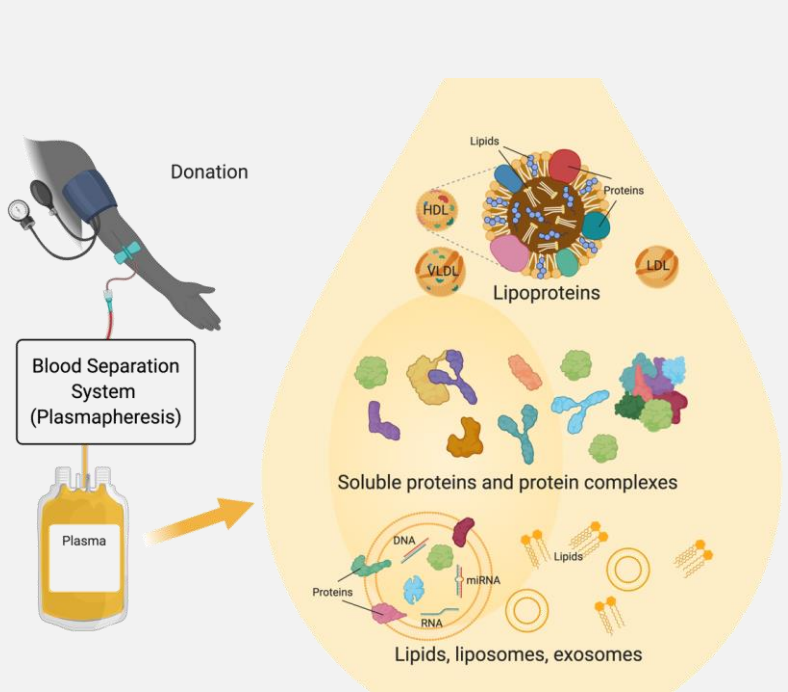 Donation
Blood Separation
System
(Plasmapheresis)
Plasma
Lipids
Proteins
HDL
VLDL
LDL
Lipoproteins
Soluble proteins and protein complexes
DNA
Proteins
miRNA
RNA
Lipids
Lipids, liposomes, exosomes